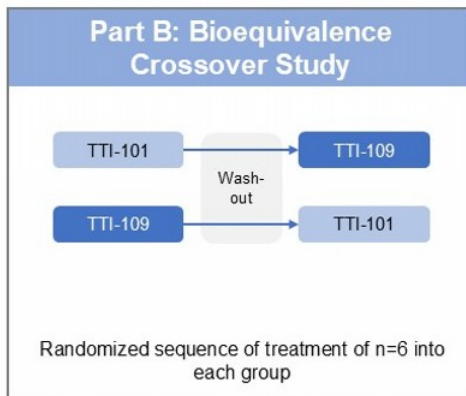 Part B: Bioequivalence
Crossover Study
TTI-101
TTI-109
Wash-
out
TTI-109
TTI-101
Randomized sequence of treatment of n=6 into
each group